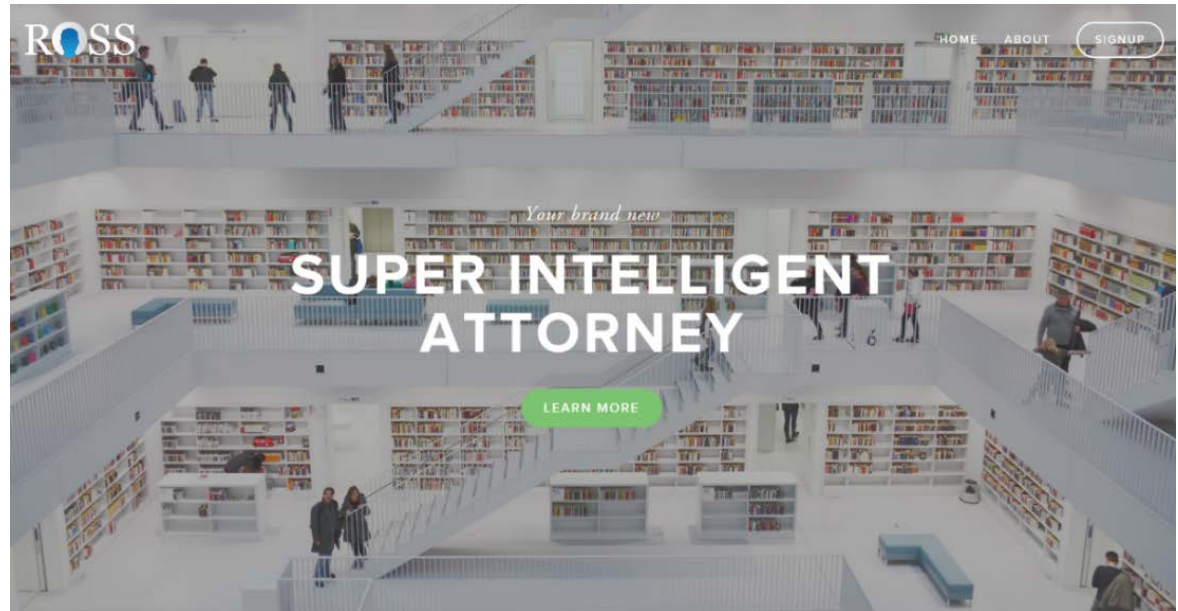 ROSS
HOME ABOUT SIGNUP
Your brand new
SUPER INTELLIGENT
ATTORNEY
LEARN MORE